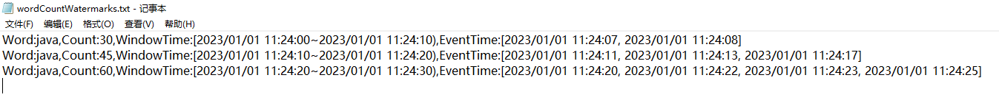 wordCountWatermarks.txt - 记事本
文件(F) 编辑(E) 格式(O) 查看(V) 帮助(H)
Word:java,Count:30,WindowTime:[2023/01/01 11:24:00~2023/01/01 11:24:10),EventTime:[2023/01/01 11:24:07, 2023/01/01 11:24:08]
Word:java,Count:45,WindowTime:[2023/01/01 11:24:10~2023/01/01 11:24:20),EventTime:[2023/01/01 11:24:11, 2023/01/01 11:24:13, 2023/01/01 11:24:17]
Word:java,Count:60,WindowTime:[2023/01/01 11:24:20~2023/01/01 11:24:30),EventTime:[2023/01/01 11:24:20, 2023/01/01 11:24:22, 2023/01/01 11:24:23, 2023/01/01 11:24:25]